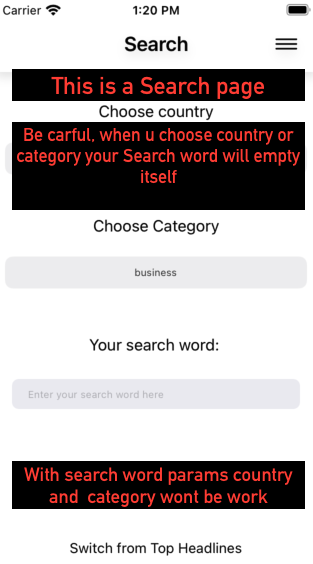 Carrier 1:20 PM
Search
This is a Search page
Choose country
Be carful, when u choose country or
category your Search word will empty
itself
Choose Category
business
Your search word:
Enter your search word here
With search word params country
and category wont be work
Switch from Top Headlines